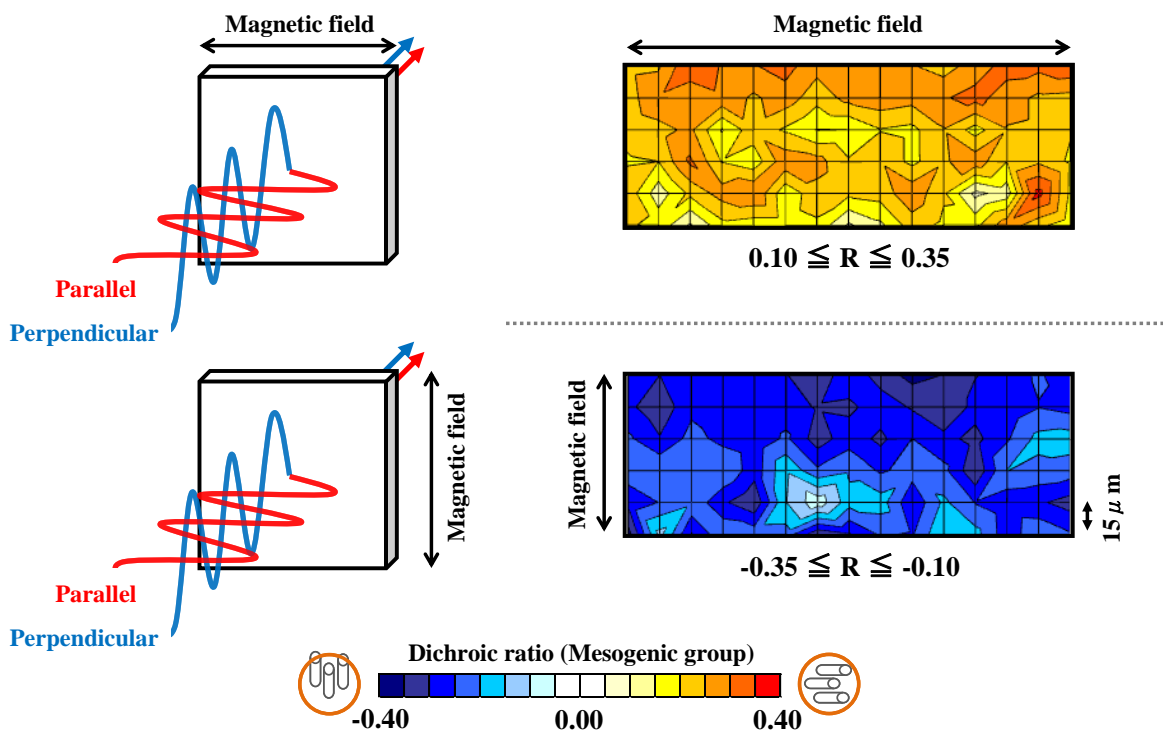 Magnetic field
Magnetic field
Parallel
Perpendicular
0.10 ≦ R ≦ 0.35
Magnetic field
Magnetic field
15μm
Parallel
Perpendicular
-0.35 ≦ R ≦ -0.10
Dichroic ratio (Mesogenic group)
-0.40
0.00
0.40